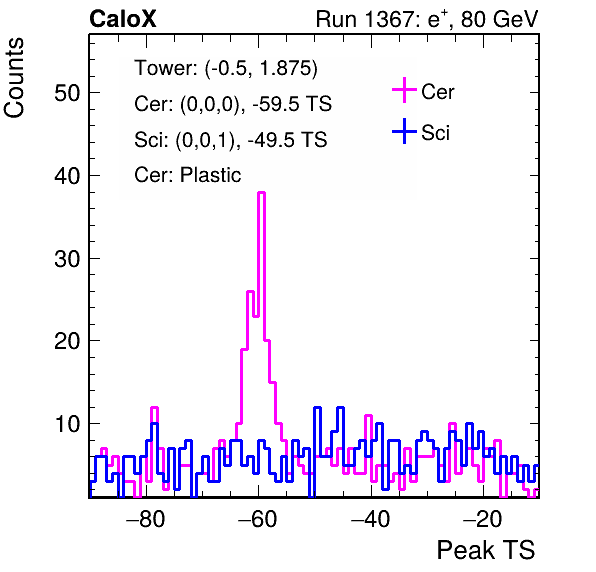 CaloX Run 1367: e⁺, 80 GeV
Counts
Tower: (-0.5, 1.875)
Cer: (0,0,0), -59.5 TS
Sci: (0,0,1), -49.5 TS
Cer: Plastic
Cer
Sci
50
40
30
20
10
−80 −60 −40 −20
Peak TS